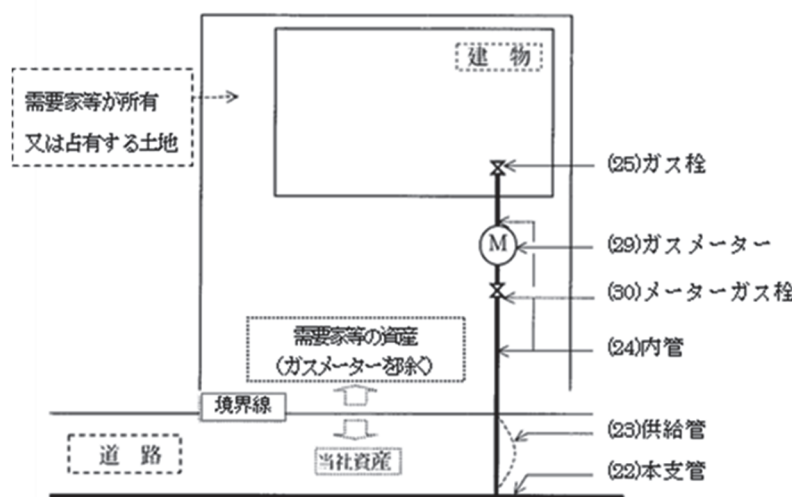 建 物
需要家等が所有
又は占有する土地
(25)ガス栓
M
(29)ガスメーター
(30)メーターガス栓
需要家等の資産
(ガスメーターを除く)
(24)内管
境界線
(23)供給管
道 路
当社資産
(22)本支管